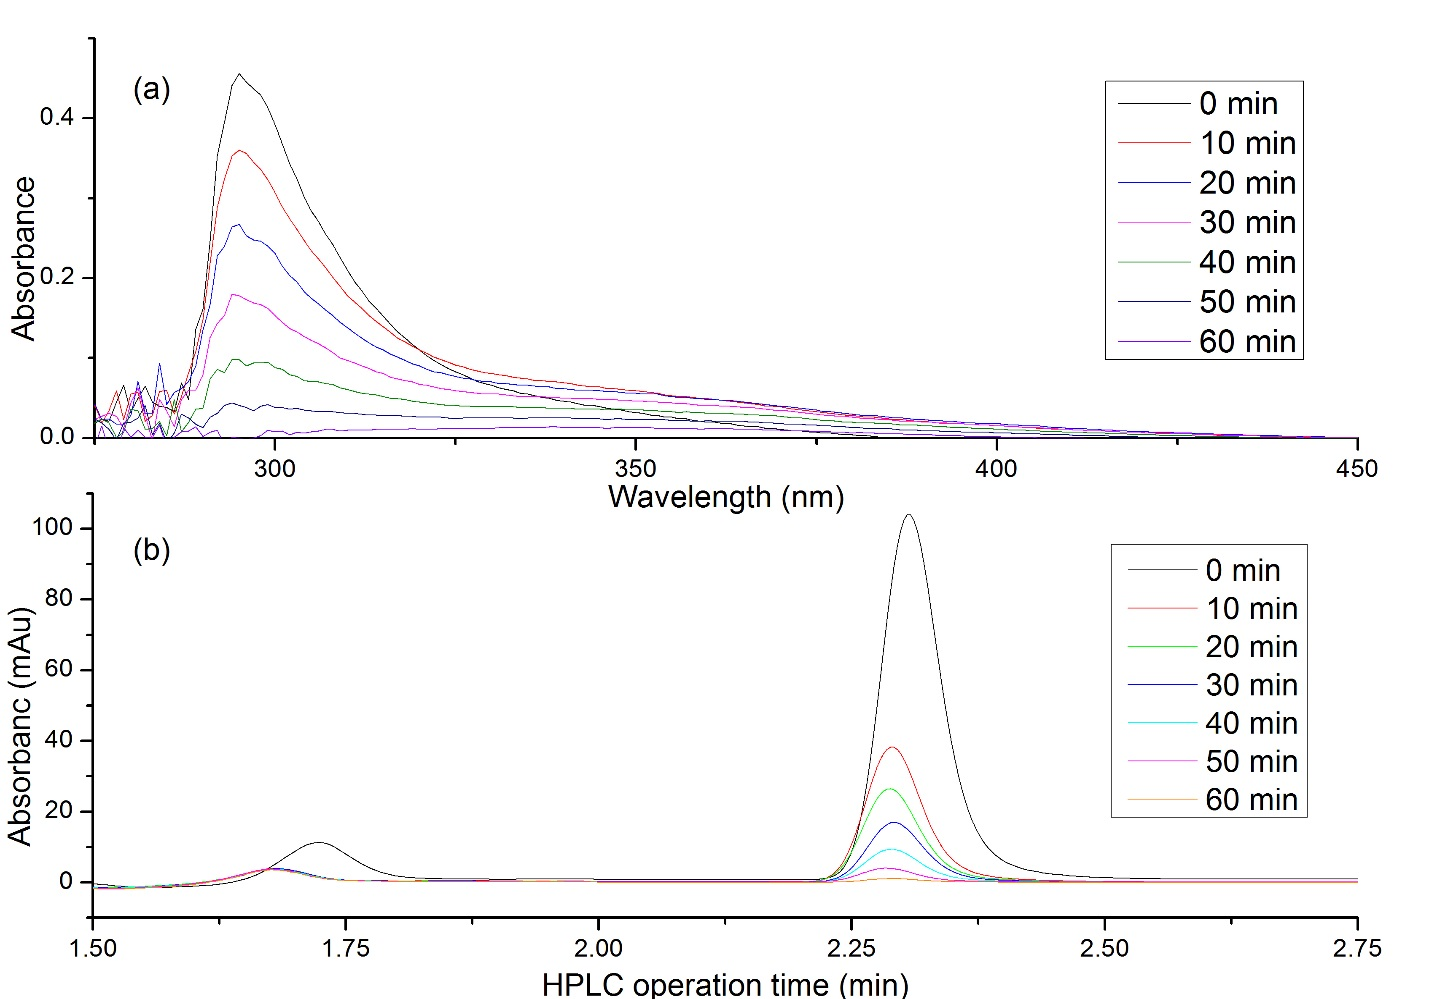 (a)
0.4
0.2
0.0
Absorbance
0 min
10 min
20 min
30 min
40 min
50 min
60 min
300
350
400
450
Wavelength (nm)
(b)
100
80
60
40
20
0
Absorbanc (mAu)
0 min
10 min
20 min
30 min
40 min
50 min
60 min
1.50
1.75
2.00
2.25
2.50
2.75
HPLC operation time (min)